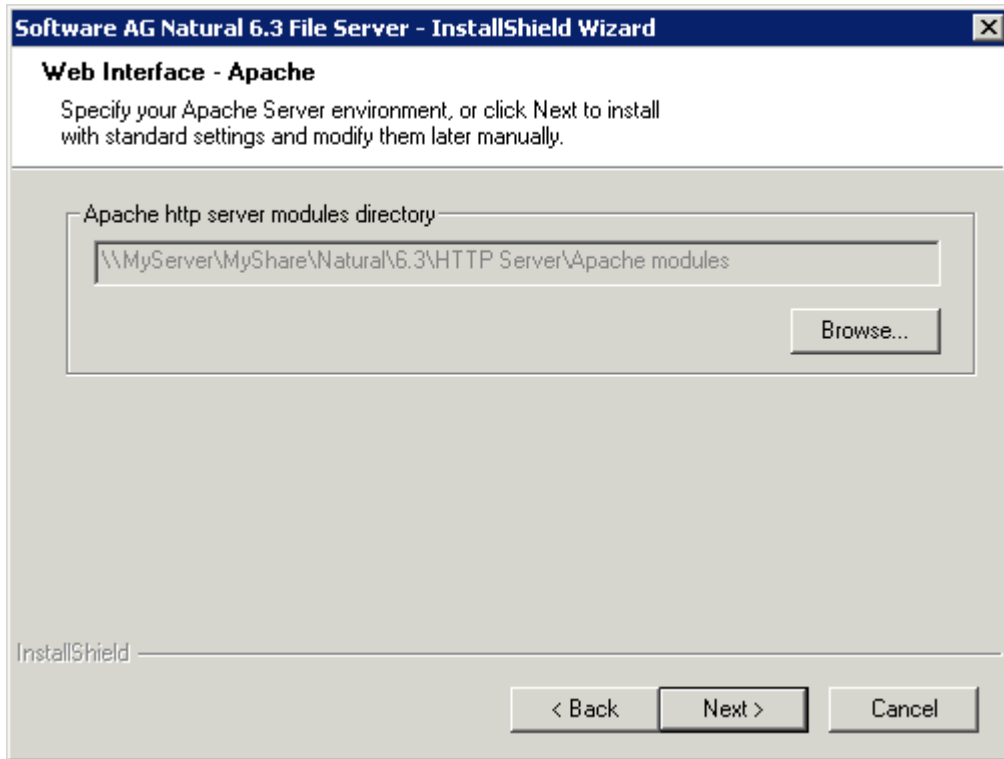 Software AG Natural 6.3 File Server - InstallShield Wizard
Web Interface - Apache
Specify your Apache Server environment, or click Next to install
with standard settings and modify them later manually.
Apache http server modules directory
\\MyServer\MyShare\Natural\6.3\HTTP Server\Apache modules
Browse...
InstallShield
< Back
Next >
Cancel